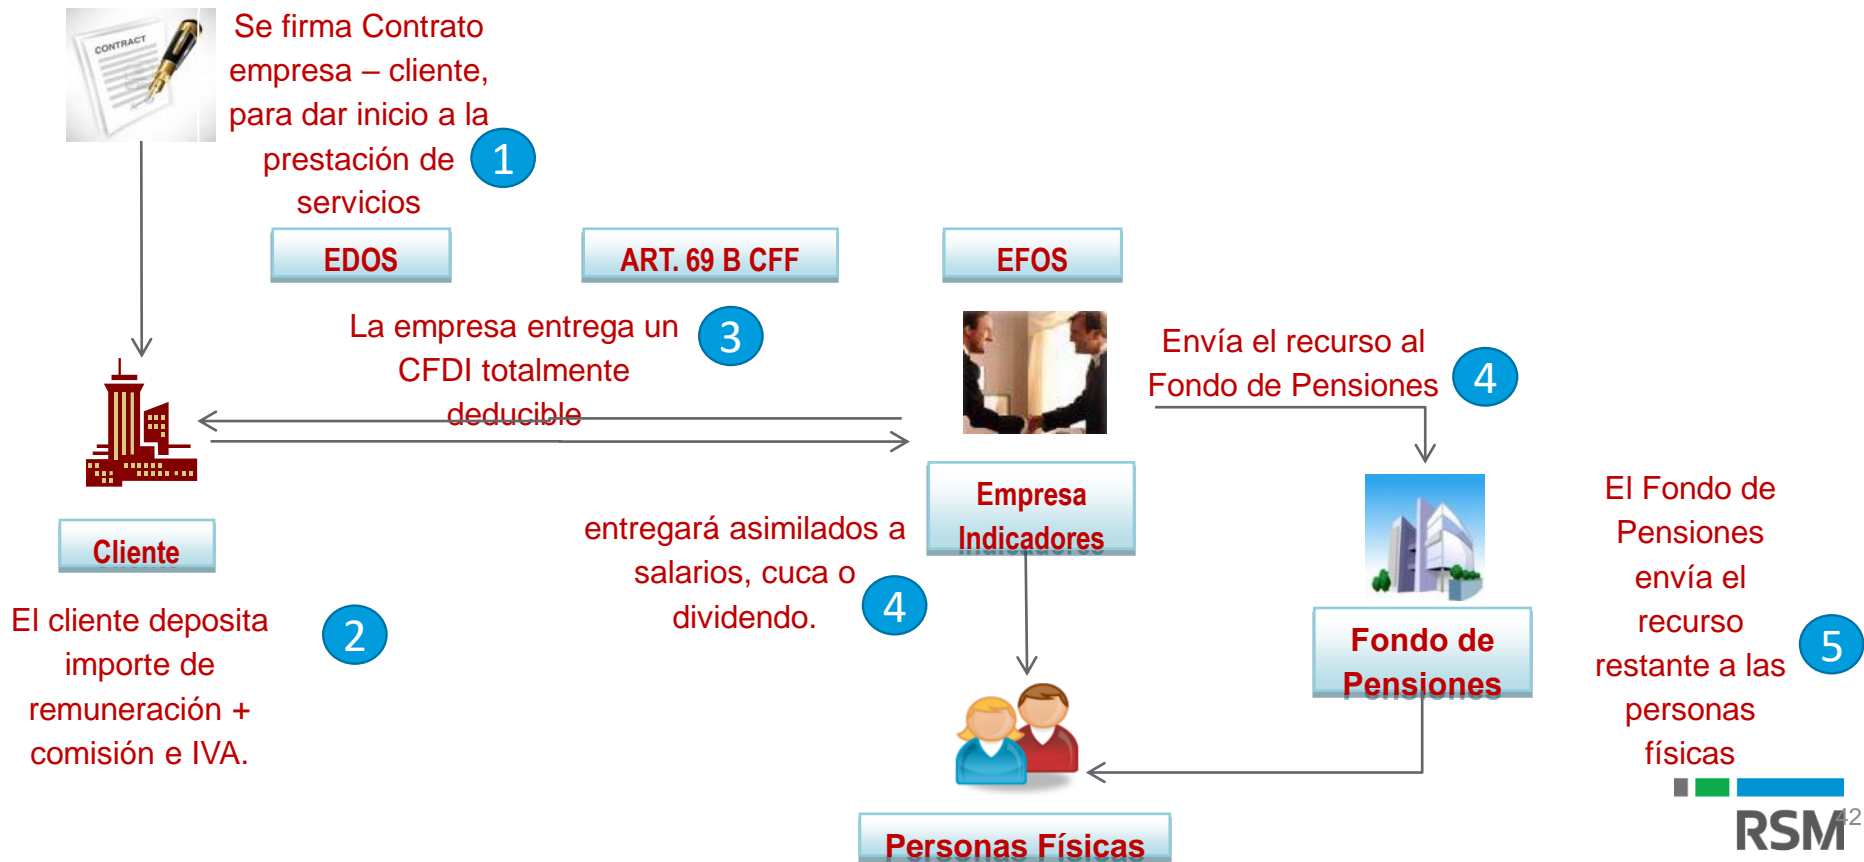 CONTRACT
Se firma Contrato
empresa – cliente,
para dar inicio a la
prestación de
servicios
1
EDOS
ART. 69 B CFF
EFOS
La empresa entrega un
CFDI totalmente
deducible
3
Envía el recurso al
Fondo de Pensiones
4
Cliente
Empresa
Indicadores
entregará asimilados a
salarios, cuca o
dividendo.
4
El cliente deposita
importe de
remuneración +
comisión e IVA.
2
Fondo de
Pensiones
El Fondo de
Pensiones
envía el
recurso
restante a las
personas
físicas
5
Personas Físicas
RSM
42